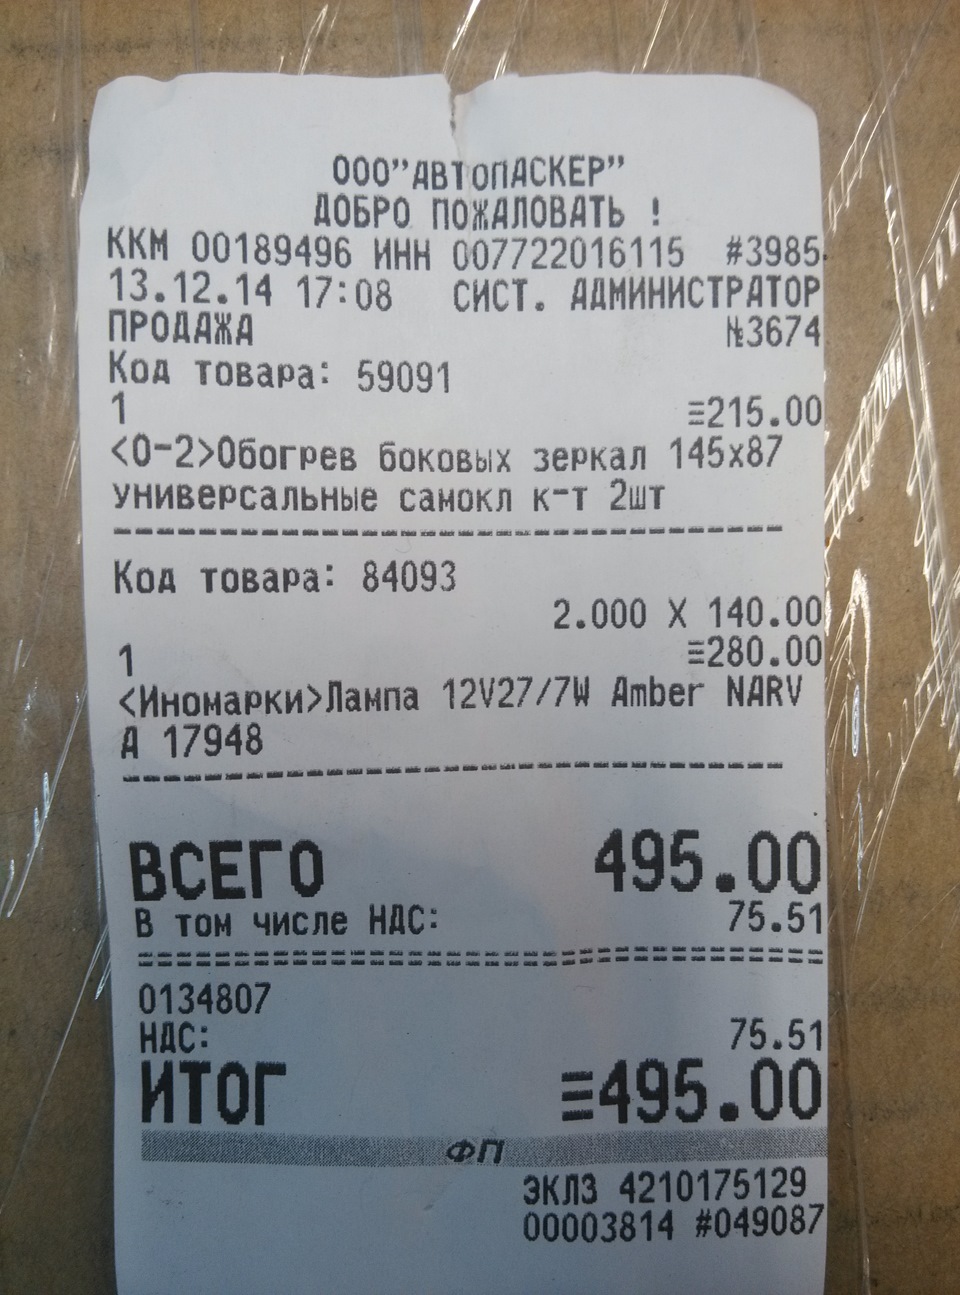 ООО"АВТОПАСКЕР"
ДОБРО ПОЖАЛОВАТЬ !
ККМ 00189496 ИНН 007722016115 #3985
13.12.14 17:08 СИСТ. АДМИНИСТРАТОР
ПРОДАЖА №3674
Код товара: 59091
1 ≡215.00
<0-2>Обогрев боковых зеркал 145х87
универсальные самокл к-т 2шт
Код товара: 84093
2.000 X 140.00
1 ≡280.00
<Иномарки>Лампа 12V27/7W Amber NARV
A 17948
ВСЕГО 495.00
В том числе НДС: 75.51
0134807
НДС: 75.51
ИТОГ ≡495.00
ФП
ЭКЛЗ 4210175129
00003814 #049087